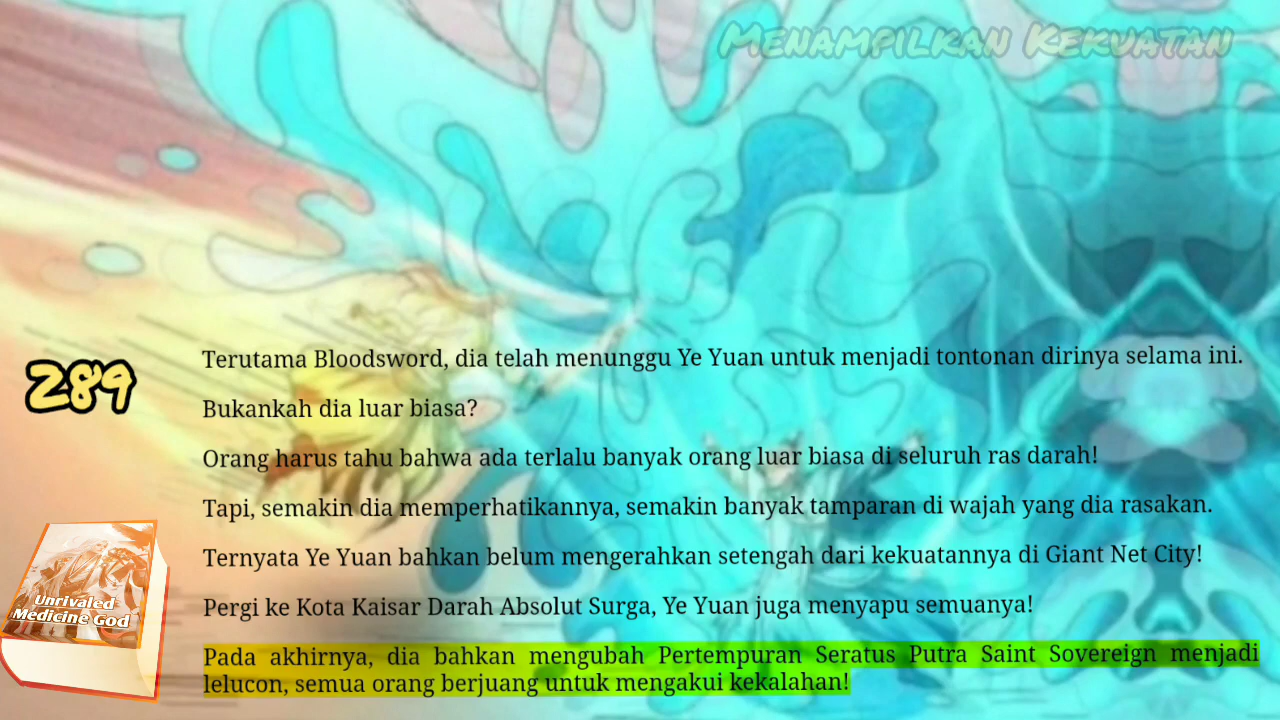 Menampilkan Kekuatan
289
Terutama Bloodsword, dia telah menunggu Ye Yuan untuk menjadi tontonan dirinya selama ini.
Bukankah dia luar biasa?
Orang harus tahu bahwa ada terlalu banyak orang luar biasa di seluruh ras darah!
Tapi, semakin dia memperhatikannya, semakin banyak tamparan di wajah yang dia rasakan.
Ternyata Ye Yuan bahkan belum mengerahkan setengah dari kekuatannya di Giant Net City!
Pergi ke Kota Kaisar Darah Absolut Surga, Ye Yuan juga menyapu semuanya!
Pada akhirnya, dia bahkan mengubah Pertempuran Seratus Putra Saint Sovereign menjadi
lelucon, semua orang berjuang untuk mengakui kekalahan!
Unrivaled
Medicine God